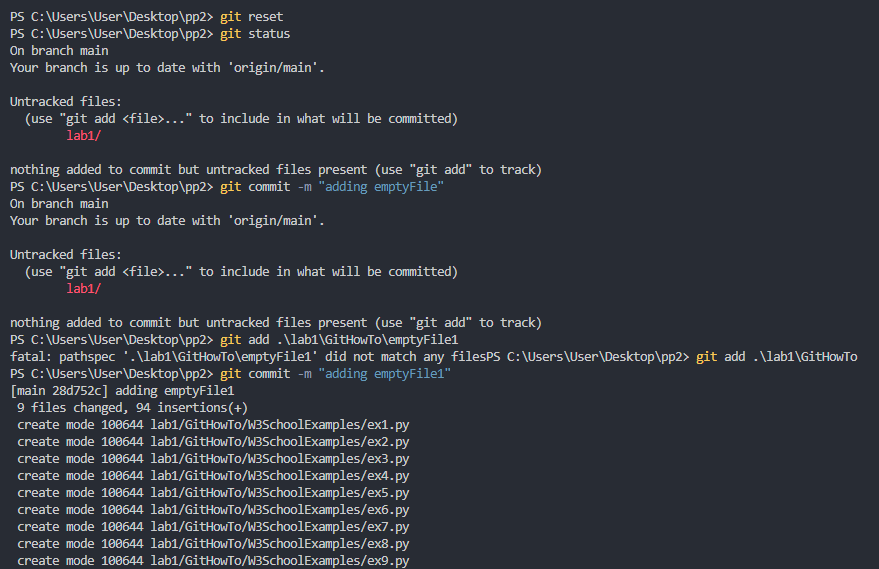 PS C:\Users\User\Desktop\pp2> git reset
PS C:\Users\User\Desktop\pp2> git status
On branch main
Your branch is up to date with 'origin/main'.
Untracked files:
  (use "git add <file>..." to include in what will be committed)
        lab1/
nothing added to commit but untracked files present (use "git add" to track)
PS C:\Users\User\Desktop\pp2> git commit -m "adding emptyFile"
On branch main
Your branch is up to date with 'origin/main'.
Untracked files:
  (use "git add <file>..." to include in what will be committed)
        lab1/
nothing added to commit but untracked files present (use "git add" to track)
PS C:\Users\User\Desktop\pp2> git add .\lab1\GitHowTo\emptyFile1
fatal: pathspec '.\lab1\GitHowTo\emptyFile1' did not match any filesPS C:\Users\User\Desktop\pp2> git add .\lab1\GitHowTo
PS C:\Users\User\Desktop\pp2> git commit -m "adding emptyFile1"
[main 28d752c] adding emptyFile1
 9 files changed, 94 insertions(+)
 create mode 100644 lab1/GitHowTo/W3SchoolExamples/ex1.py
 create mode 100644 lab1/GitHowTo/W3SchoolExamples/ex2.py
 create mode 100644 lab1/GitHowTo/W3SchoolExamples/ex3.py
 create mode 100644 lab1/GitHowTo/W3SchoolExamples/ex4.py
 create mode 100644 lab1/GitHowTo/W3SchoolExamples/ex5.py
 create mode 100644 lab1/GitHowTo/W3SchoolExamples/ex6.py
 create mode 100644 lab1/GitHowTo/W3SchoolExamples/ex7.py
 create mode 100644 lab1/GitHowTo/W3SchoolExamples/ex8.py
 create mode 100644 lab1/GitHowTo/W3SchoolExamples/ex9.py